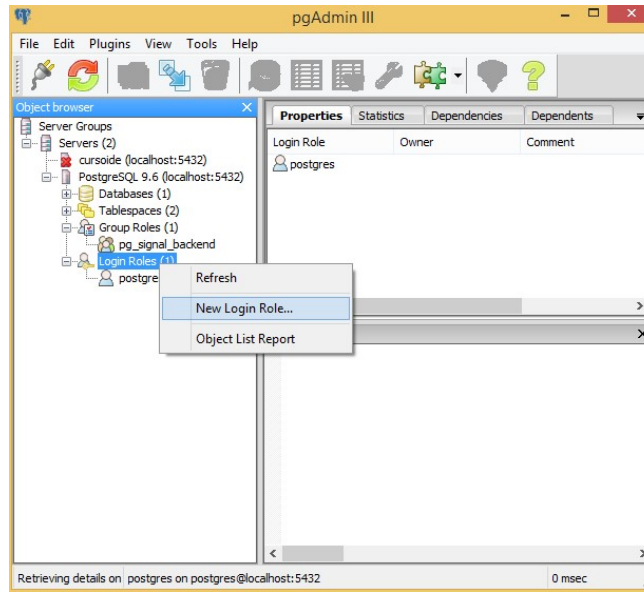 pgAdmin III
File Edit Plugins View Tools Help
Object browser
Server Groups
Servers (2)
cursoide (localhost:5432)
PostgreSQL 9.6 (localhost:5432)
Databases (1)
Tablespaces (2)
Group Roles (1)
pg_signal_backend
Login Roles (1)
postgre
Refresh
New Login Role...
Object List Report
Properties Statistics Dependencies Dependents
Login Role Owner Comment
postgres
Retrieving details on postgres on postgres@localhost:5432 0 msec